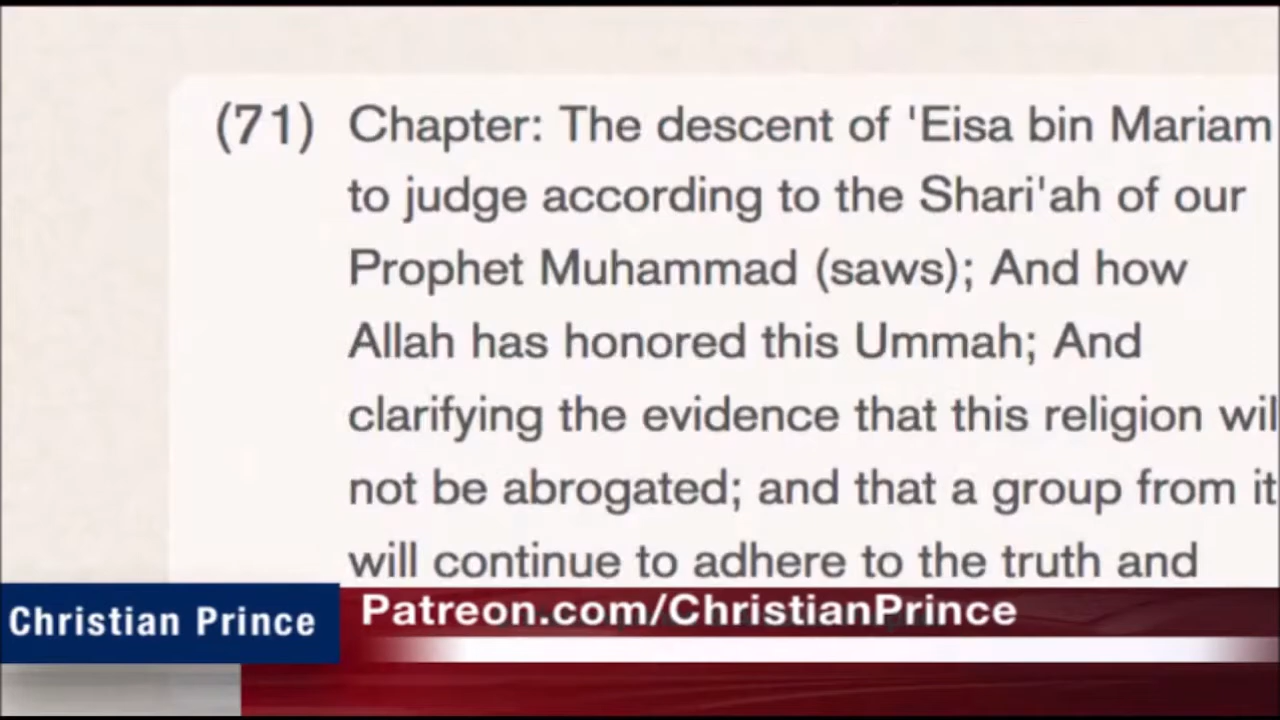 (71) Chapter: The descent of 'Eisa bin Mariam
to judge according to the Shari'ah of our
Prophet Muhammad (saws); And how
Allah has honored this Ummah; And
clarifying the evidence that this religion wil
not be abrogated; and that a group from it
will continue to adhere to the truth and
Christian Prince
Patreon.com/ChristianPrince